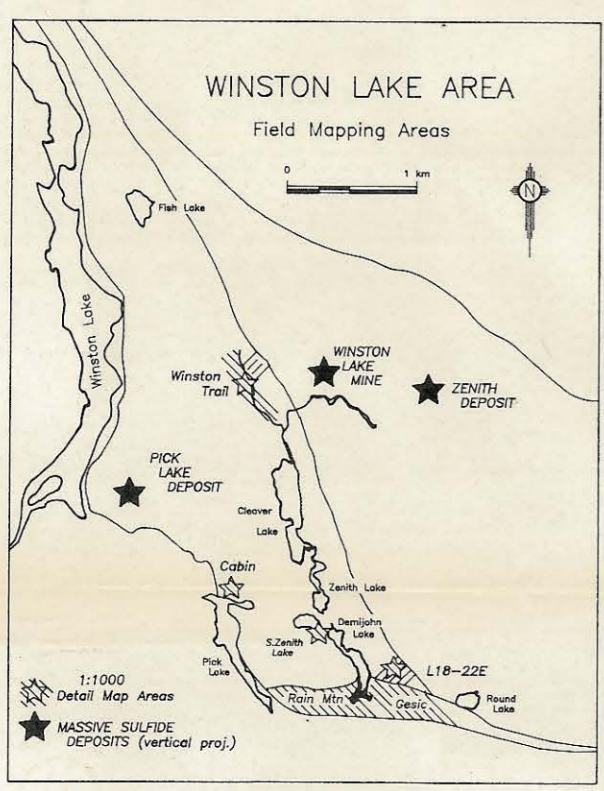 WINSTON LAKE AREA
Field Mapping Areas
0 1 km
N
Fish Lake
Winston Lake
Winston
Trail
WINSTON
LAKE
MINE
ZENITH
DEPOSIT
PICK
LAKE
DEPOSIT
Cleaver
Lake
Cabin
Zenith Lake
Demijohn
Lake
S.Zenith
Lake
Pick
Lake
L18-22E
Rain Mtn
Gesic
Round
Lake
1:1000
Detail Map Areas
MASSIVE SULFIDE
DEPOSITS (vertical proj.)